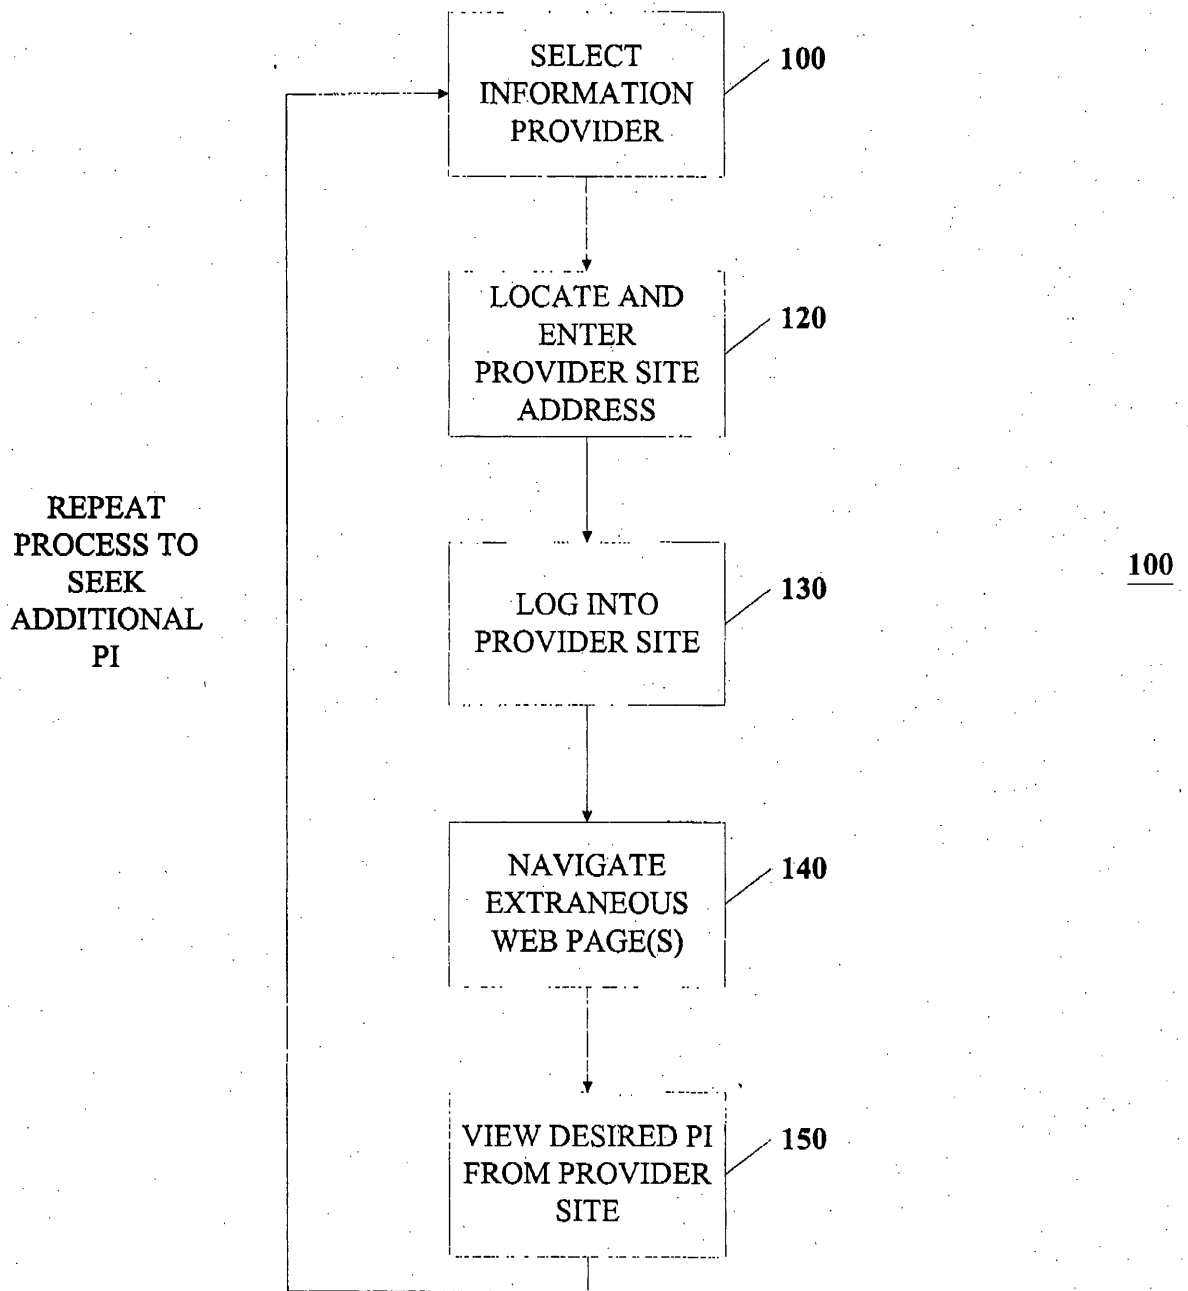 SELECT
INFORMATION
PROVIDER
100
LOCATE AND
ENTER
PROVIDER SITE
ADDRESS
120
REPEAT
PROCESS TO
SEEK
ADDITIONAL
PI
LOG INTO
PROVIDER SITE
130
100
NAVIGATE
EXTRANEOUS
WEB PAGE(S)
140
VIEW DESIRED PI
FROM PROVIDER
SITE
150